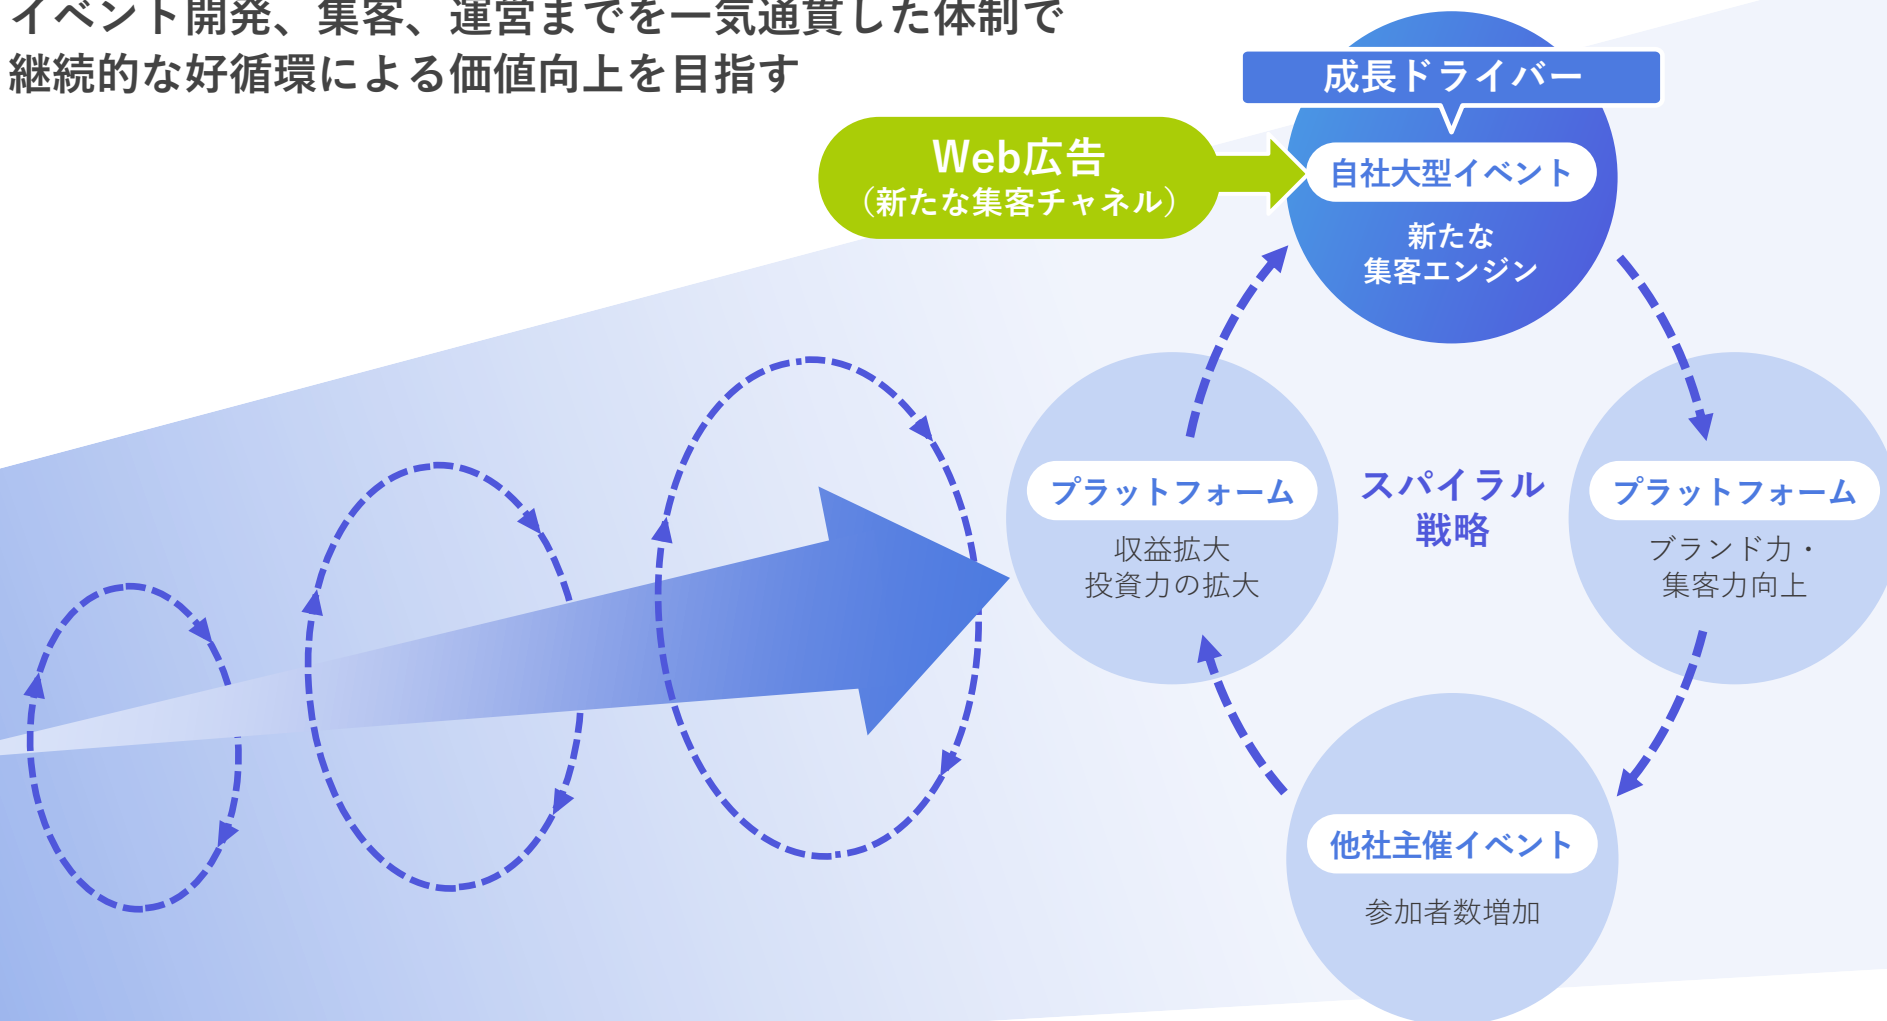 イベント開発、集客、運営までを一気通貫した体制で
継続的な好循環による価値向上を目指す
成長ドライバー
Web広告
（新たな集客チャネル）
自社大型イベント
新たな
集客エンジン
プラットフォーム
収益拡大
投資力の拡大
スパイラル
戦略
プラットフォーム
ブランド力・
集客力向上
他社主催イベント
参加者数増加